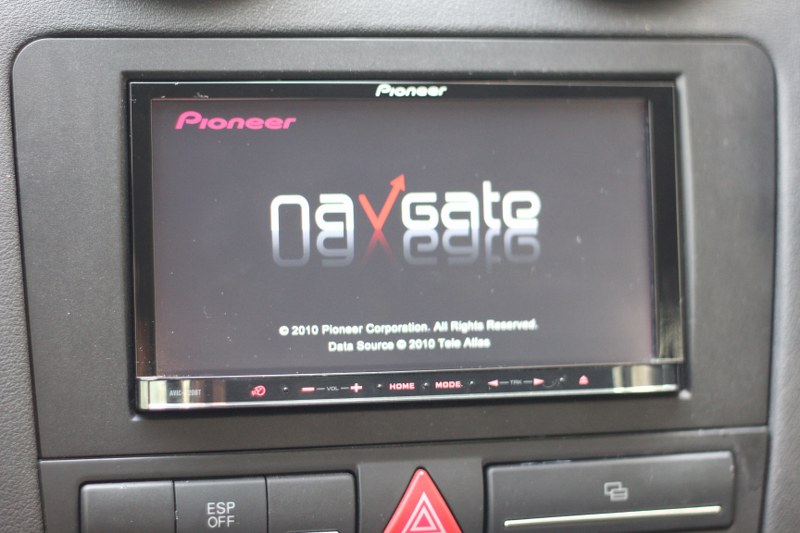 Pioneer
Pioneer
navgate
© 2010 Pioneer Corporation. All Rights Reserved.
Data Source © 2010 Tele Atlas
VOL
HOME
MODE
TRK
ESP
OFF